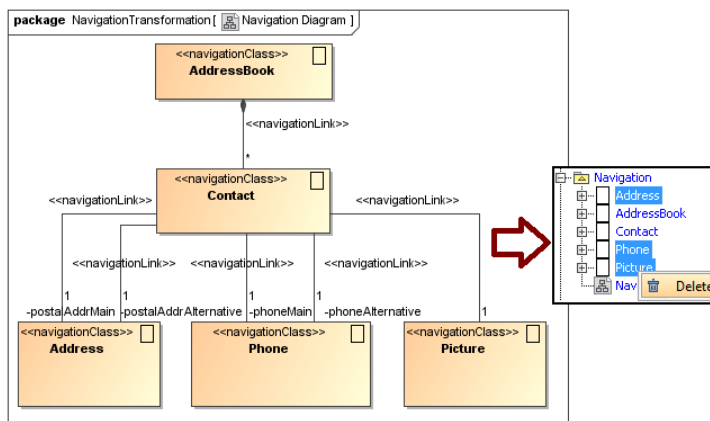 package NavigationTransformation[ Navigation Diagram ]
<<navigationClass>>
AddressBook
<<navigationLink>>
*
<<navigationClass>>
Contact
<<navigationLink>> <<navigationLink>>
<<navigationLink>> <<navigationLink>> <<navigationLink>>
1 1 1 1 1
-postalAddrMain -postalAddrAlternative -phoneMain -phoneAlternative
<<navigationClass>> <<navigationClass>> <<navigationClass>>
Address Phone Picture
Navigation
Address
AddressBook
Contact
Phone
Picture
Nav Delete